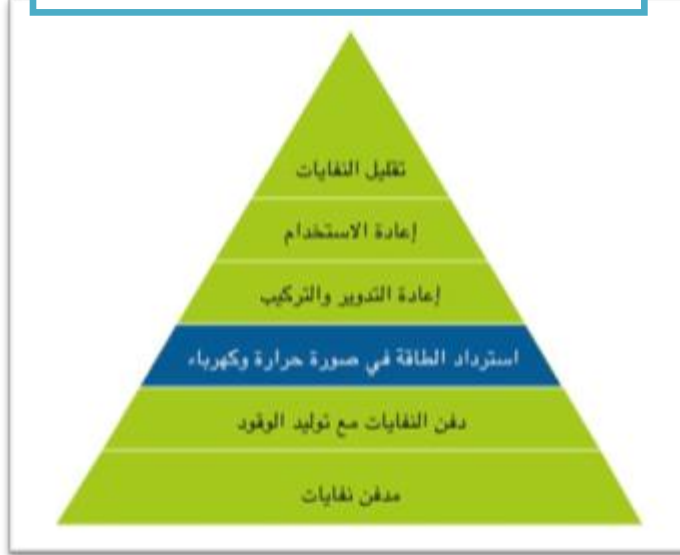 تقليل النفايات
إعادة الاستخدام
إعادة التدوير والتركيب
استرداد الطاقة في صورة حرارة وكهرباء
دفن النفايات مع توليد الوقود
مدفن نفايات